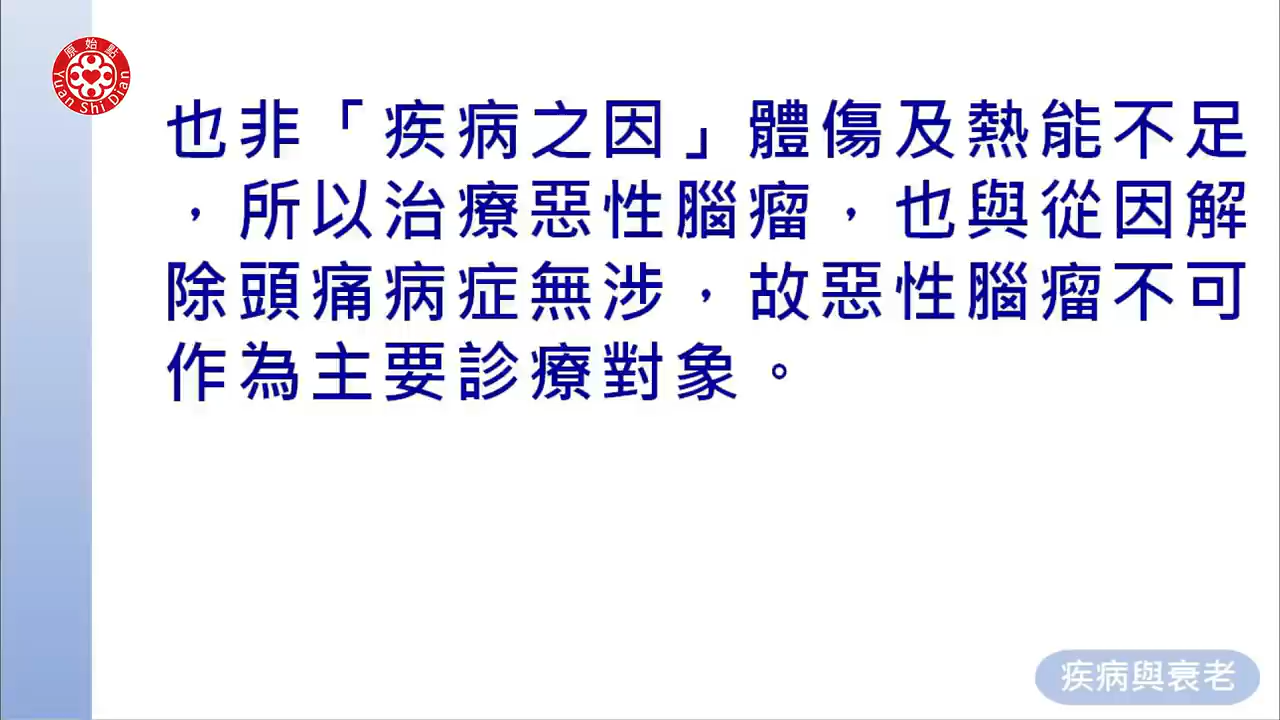 原始點
Yuan Shi Dian
也非「疾病之因」體傷及熱能不足
，所以治療惡性腦瘤，也與從因解
除頭痛病症無涉，故惡性腦瘤不可
作為主要診療對象。
疾病與衰老